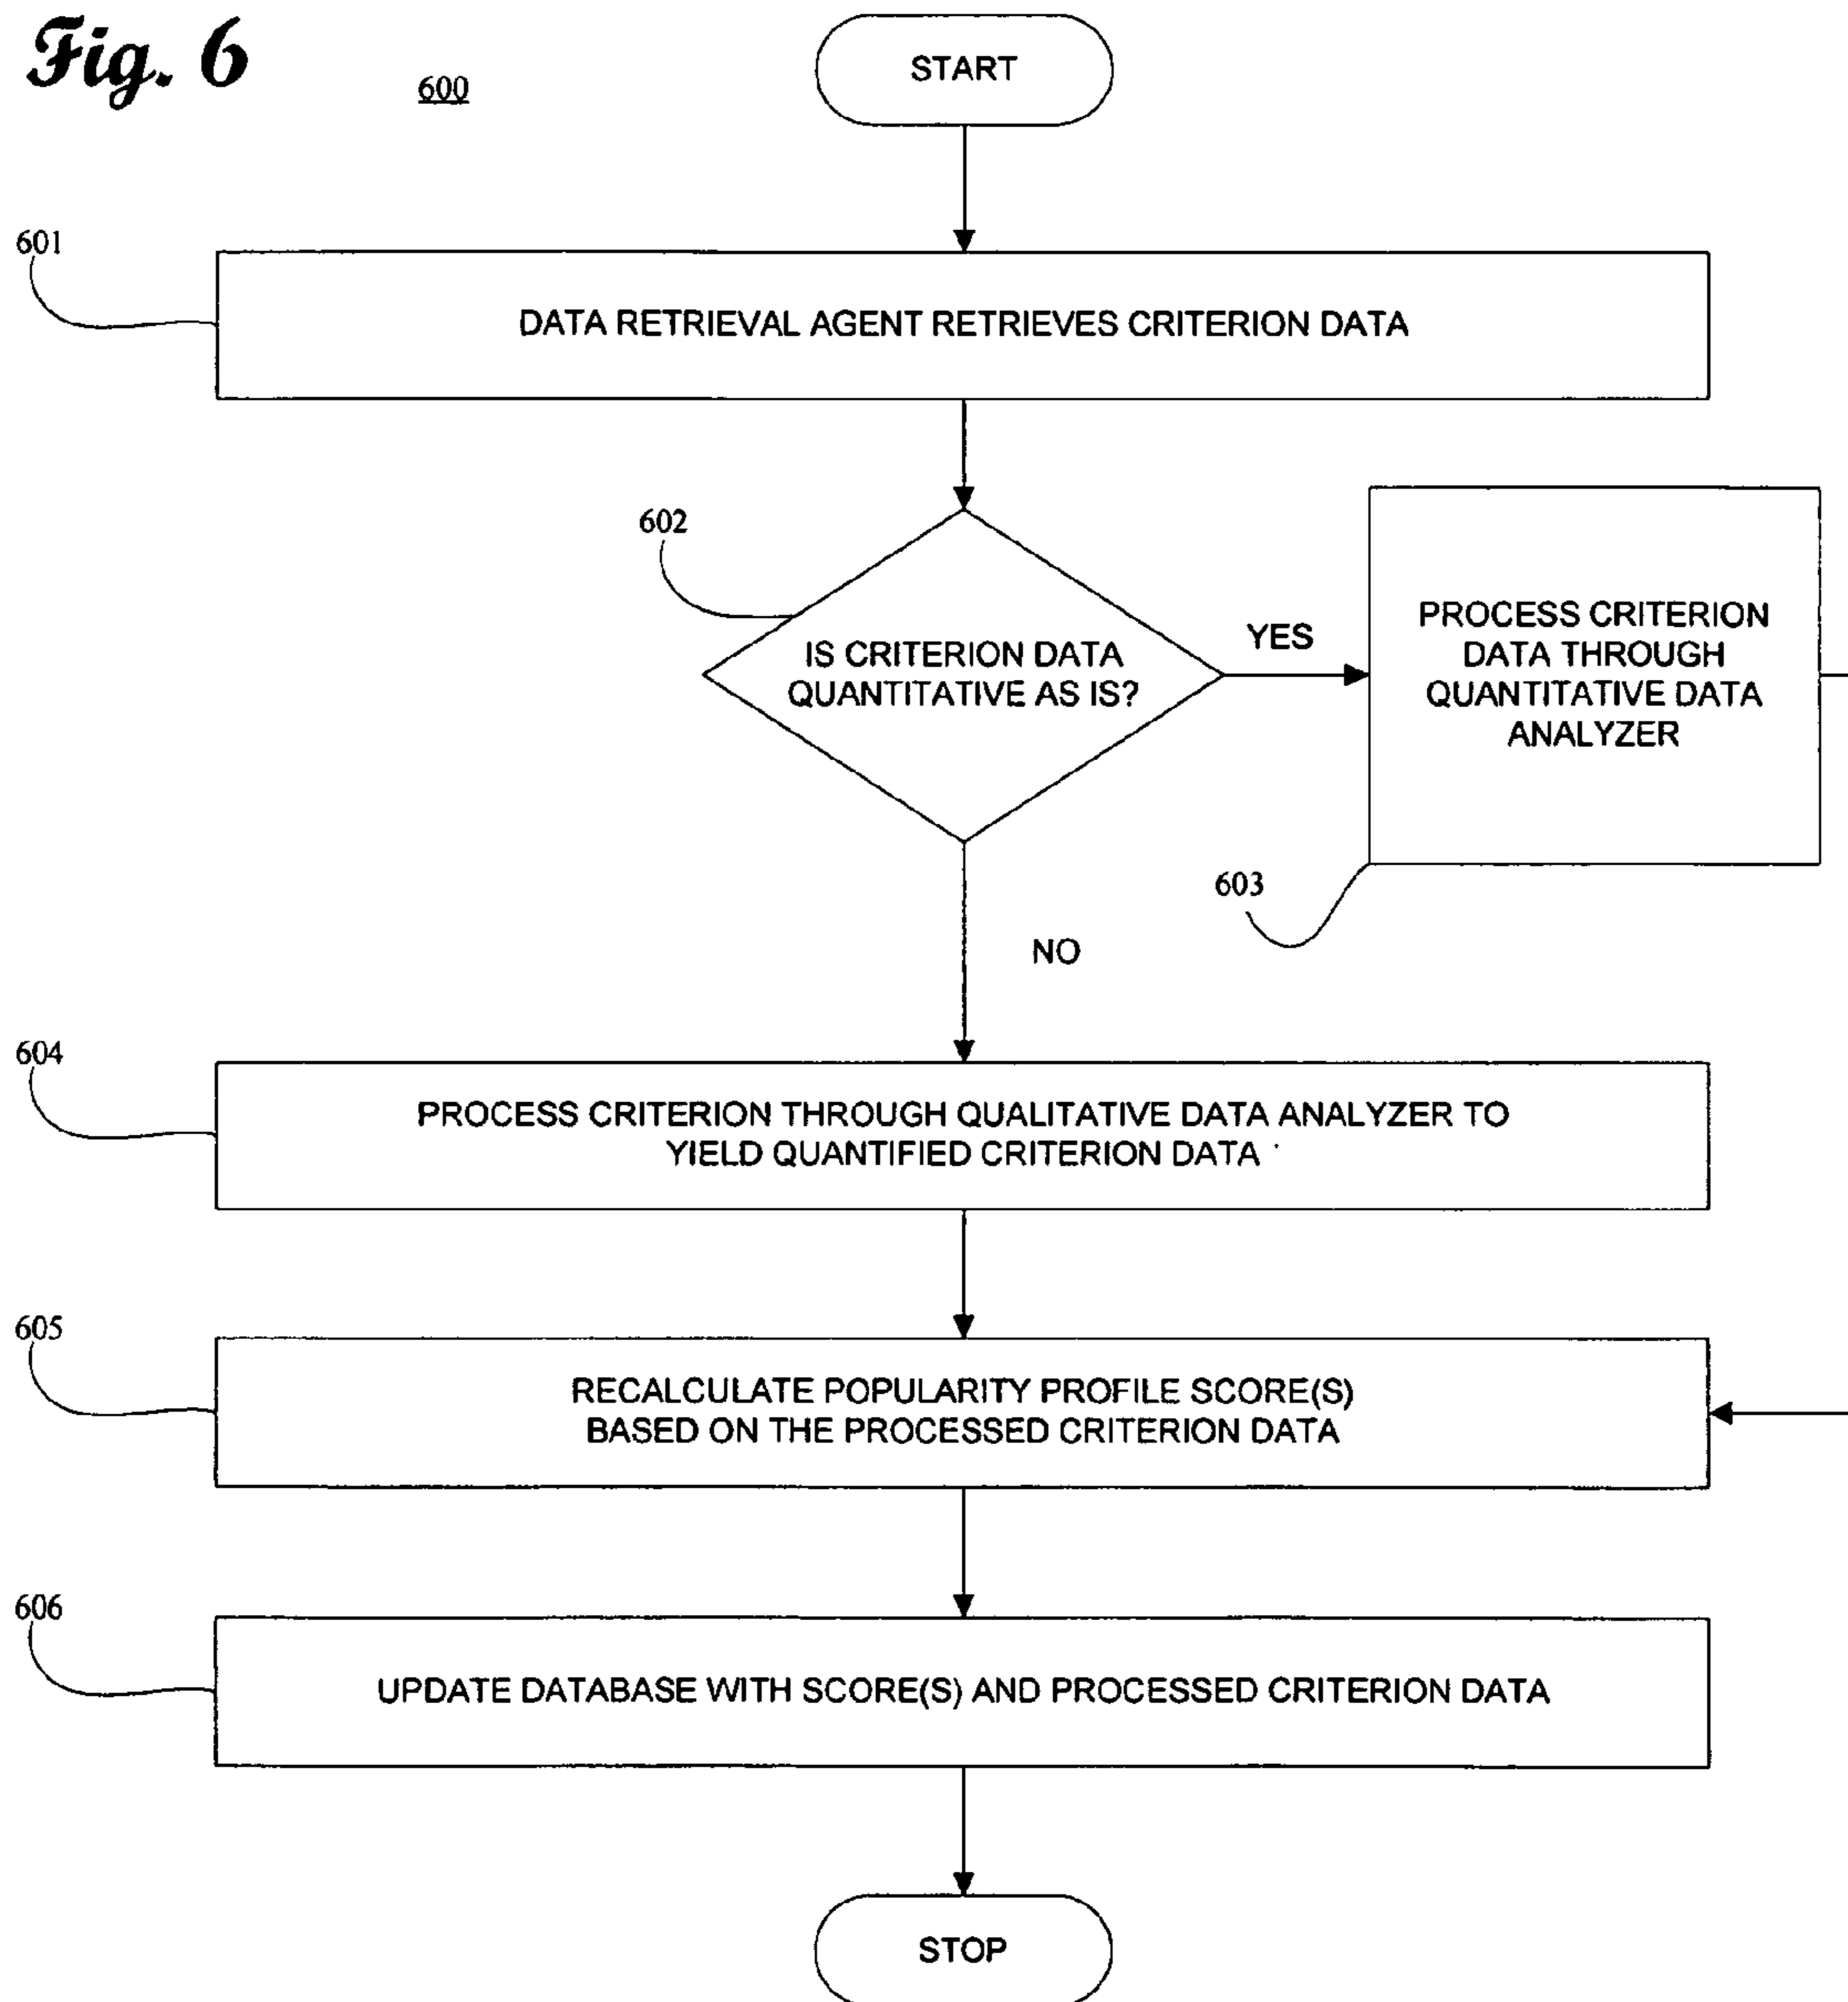 Fig. 6
600
START
601
DATA RETRIEVAL AGENT RETRIEVES CRITERION DATA
602
IS CRITERION DATA
QUANTITATIVE AS IS?
YES
PROCESS CRITERION
DATA THROUGH
QUANTITATIVE DATA
ANALYZER
603
NO
604
PROCESS CRITERION THROUGH QUALITATIVE DATA ANALYZER TO
YIELD QUANTIFIED CRITERION DATA
605
RECALCULATE POPULARITY PROFILE SCORE(S)
BASED ON THE PROCESSED CRITERION DATA
606
UPDATE DATABASE WITH SCORE(S) AND PROCESSED CRITERION DATA
STOP